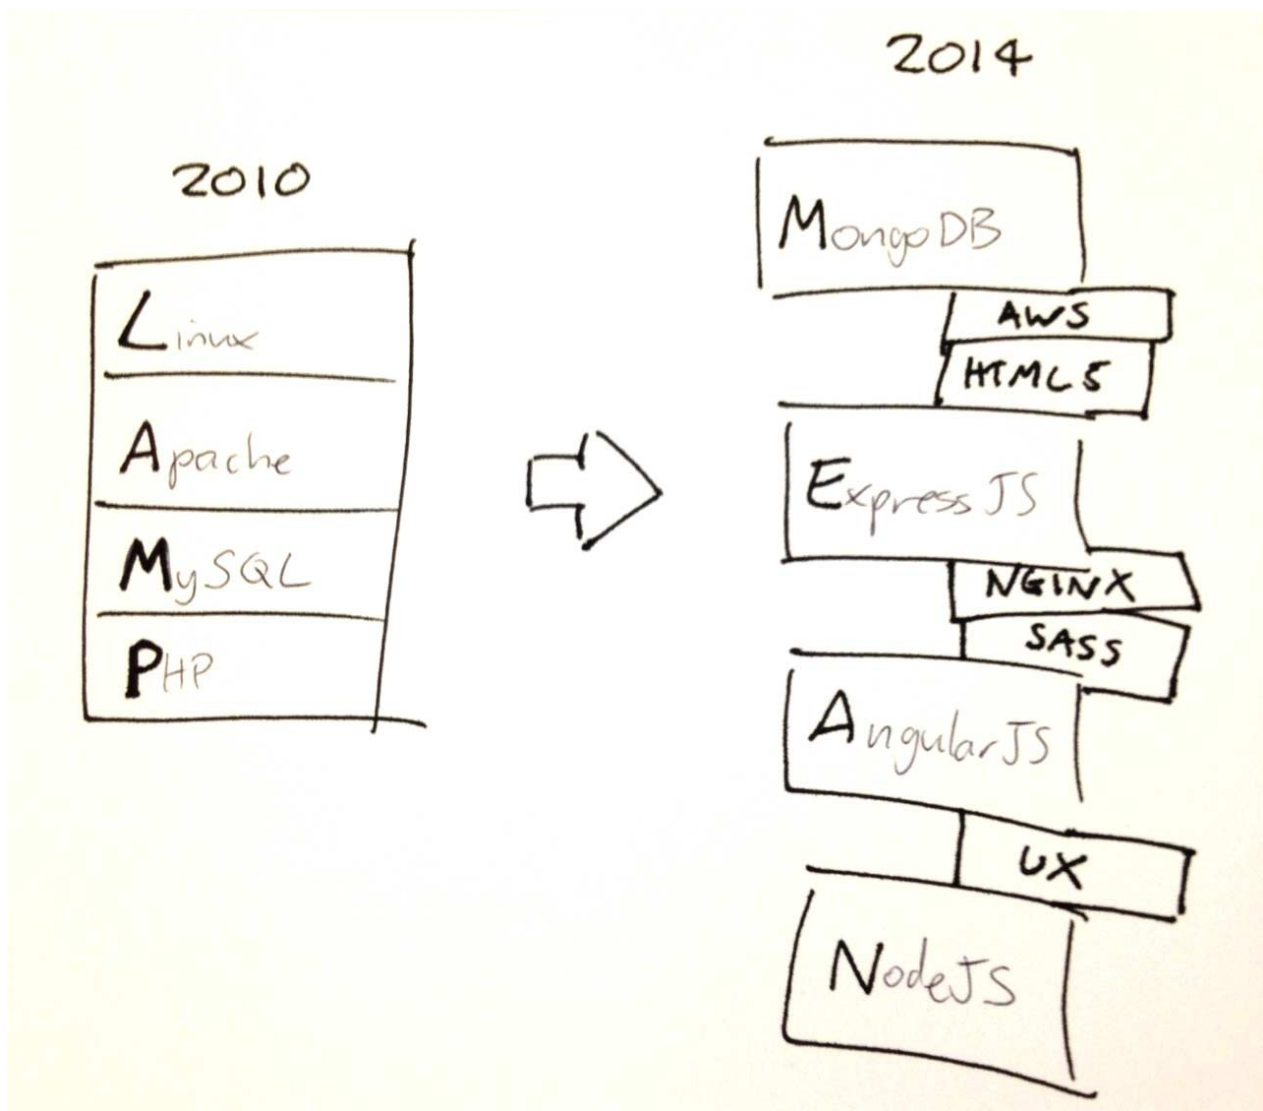 2010
Linux
Apache
MySQL
PHP
2014
MongoDB
AWS
HTML5
ExpressJS
NGINX
SASS
AngularJS
UX
NodeJS